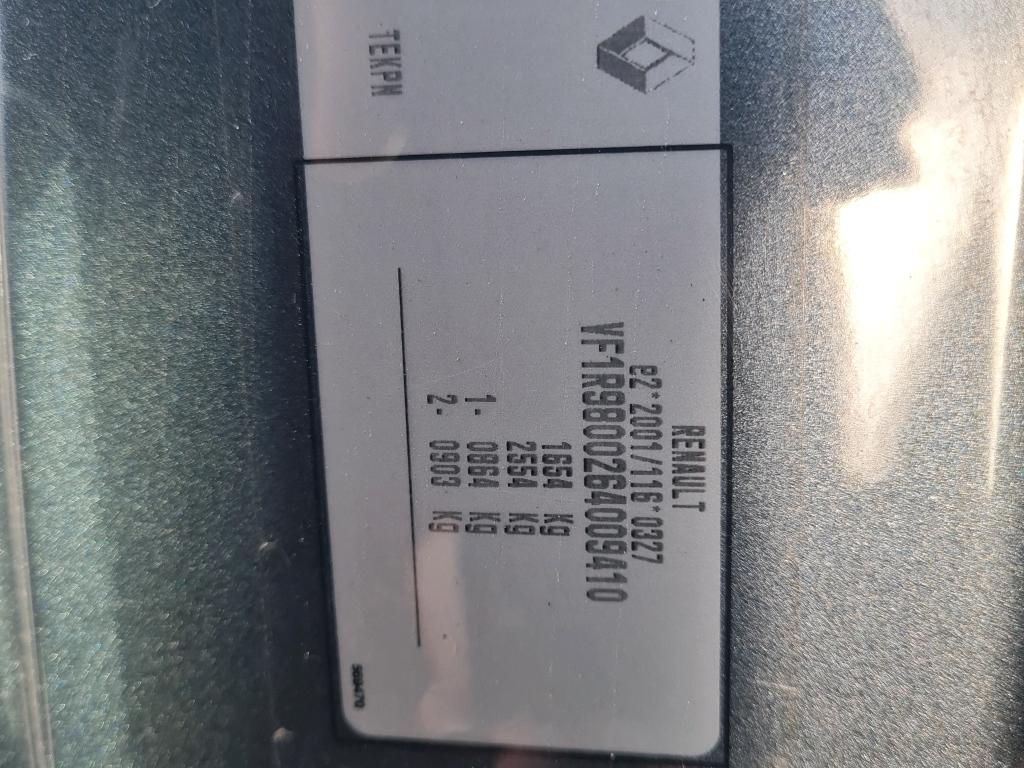 RENAULT
e2*2001/116*0327
VF1R9800264009410
1654 Kg
2554 Kg
1- 0864 Kg
2- 0903 Kg
TEKPN